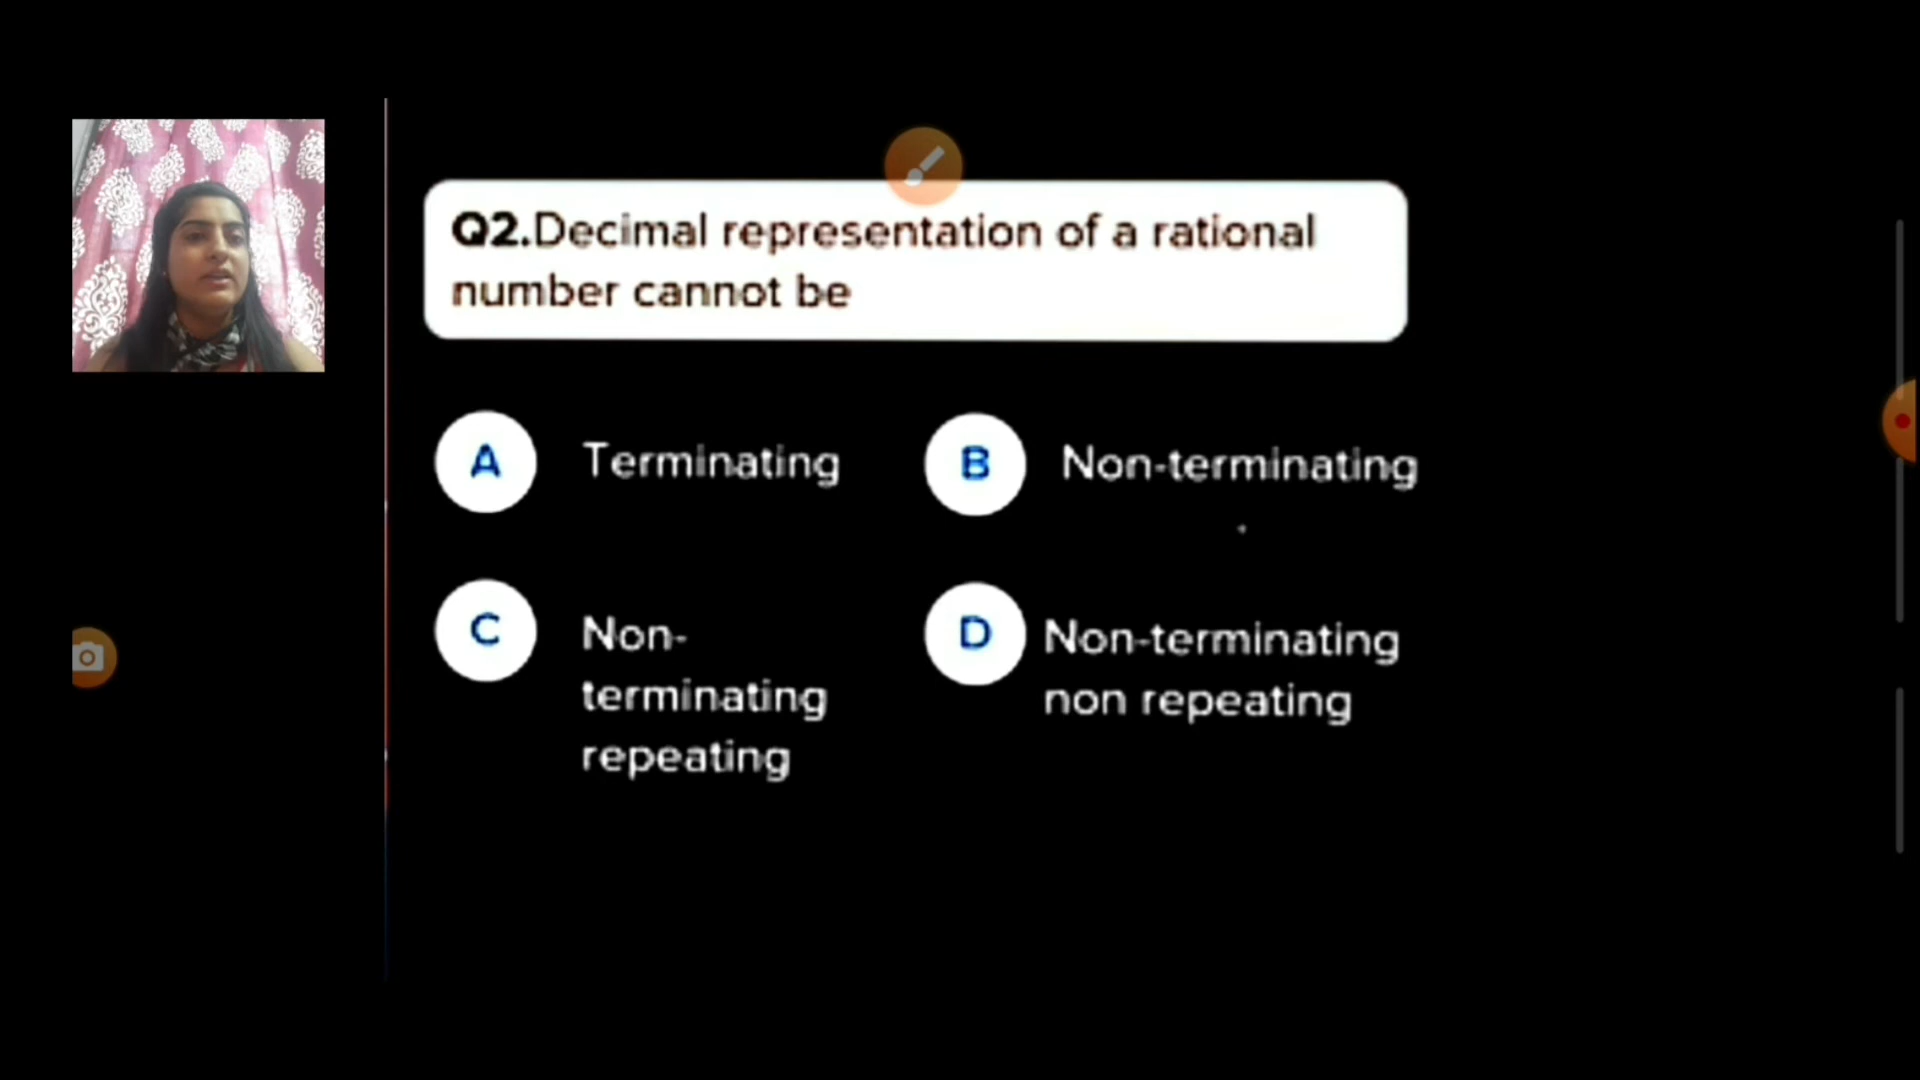 Q2.Decimal representation of a rational
number cannot be
A Terminating
B Non-terminating
C Non-
terminating
repeating
D Non-terminating
non repeating